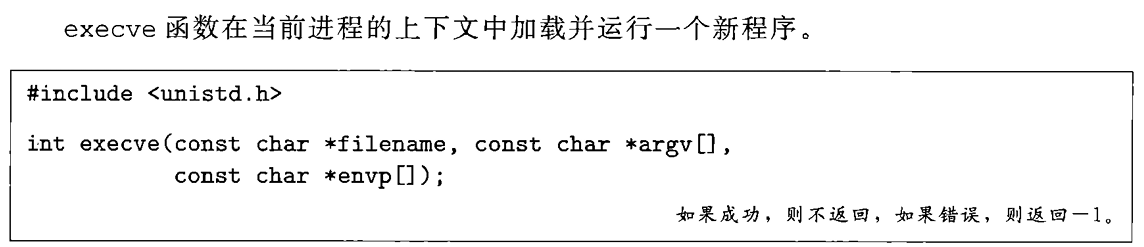 execve 函数在当前进程的上下文中加载并运行一个新程序。
#include <unistd.h>
int execve(const char *filename, const char *argv[],
const char *envp[]);
如果成功，则不返回，如果错误，则返回－1。